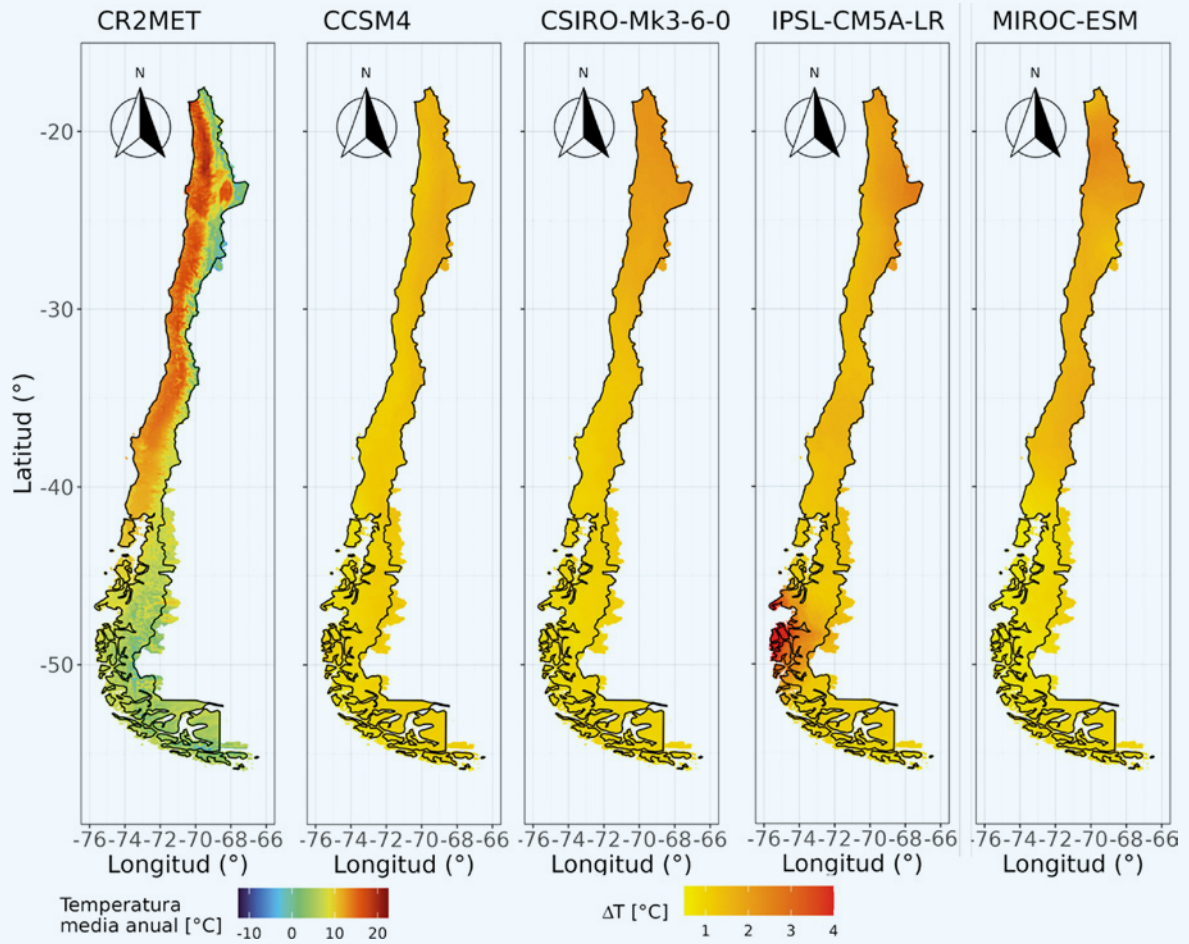 CR2MET CCSM4 CSIRO-Mk3-6-0 IPSL-CM5A-LR MIROC-ESM
N N N N N
-20
-30
-40
-50
Latitud (°)
-76-74-72-70-68-66 -76-74-72-70-68-66 -76-74-72-70-68-66 -76-74-72-70-68-66 -76-74-72-70-68-66
Longitud (°) Longitud (°) Longitud (°) Longitud (°) Longitud (°)
Temperatura
media anual [°C]
-10 0 10 20
ΔT [°C]
1 2 3 4